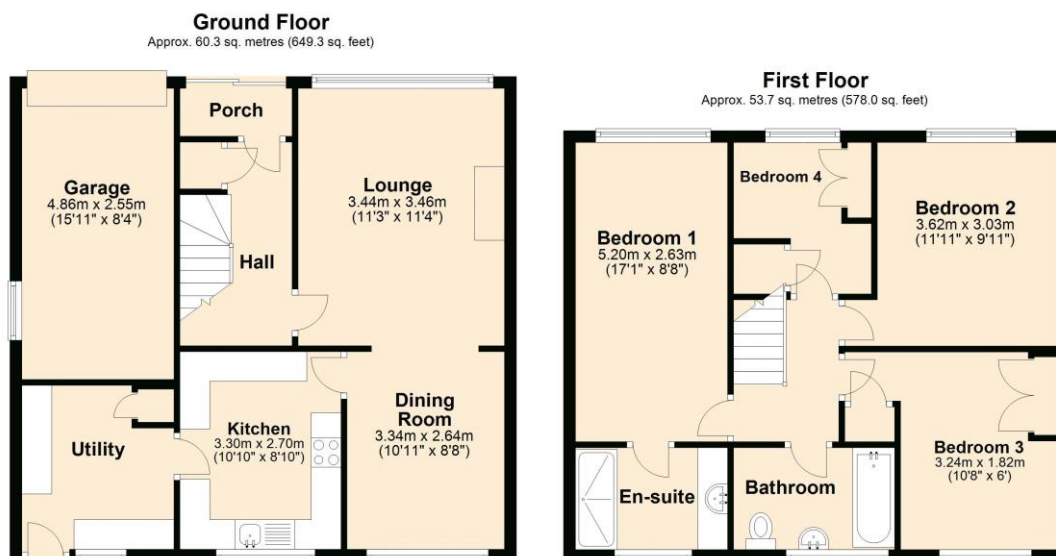 Ground Floor
Approx. 60.3 sq. metres (649.3 sq. feet)
Porch
Garage
4.86m x 2.55m
(15'11" x 8'4")
Lounge
3.44m x 3.46m
(11'3" x 11'4")
Hall
Utility
Kitchen
3.30m x 2.70m
(10'10" x 8'10")
Dining
Room
3.34m x 2.64m
(10'11" x 8'8")
First Floor
Approx. 53.7 sq. metres (578.0 sq. feet)
Bedroom 4
Bedroom 1
5.20m x 2.63m
(17'1" x 8'8")
Bedroom 2
3.62m x 3.03m
(11'11" x 9'11")
Bedroom 3
3.24m x 1.82m
(10'8" x 6')
En-suite
Bathroom